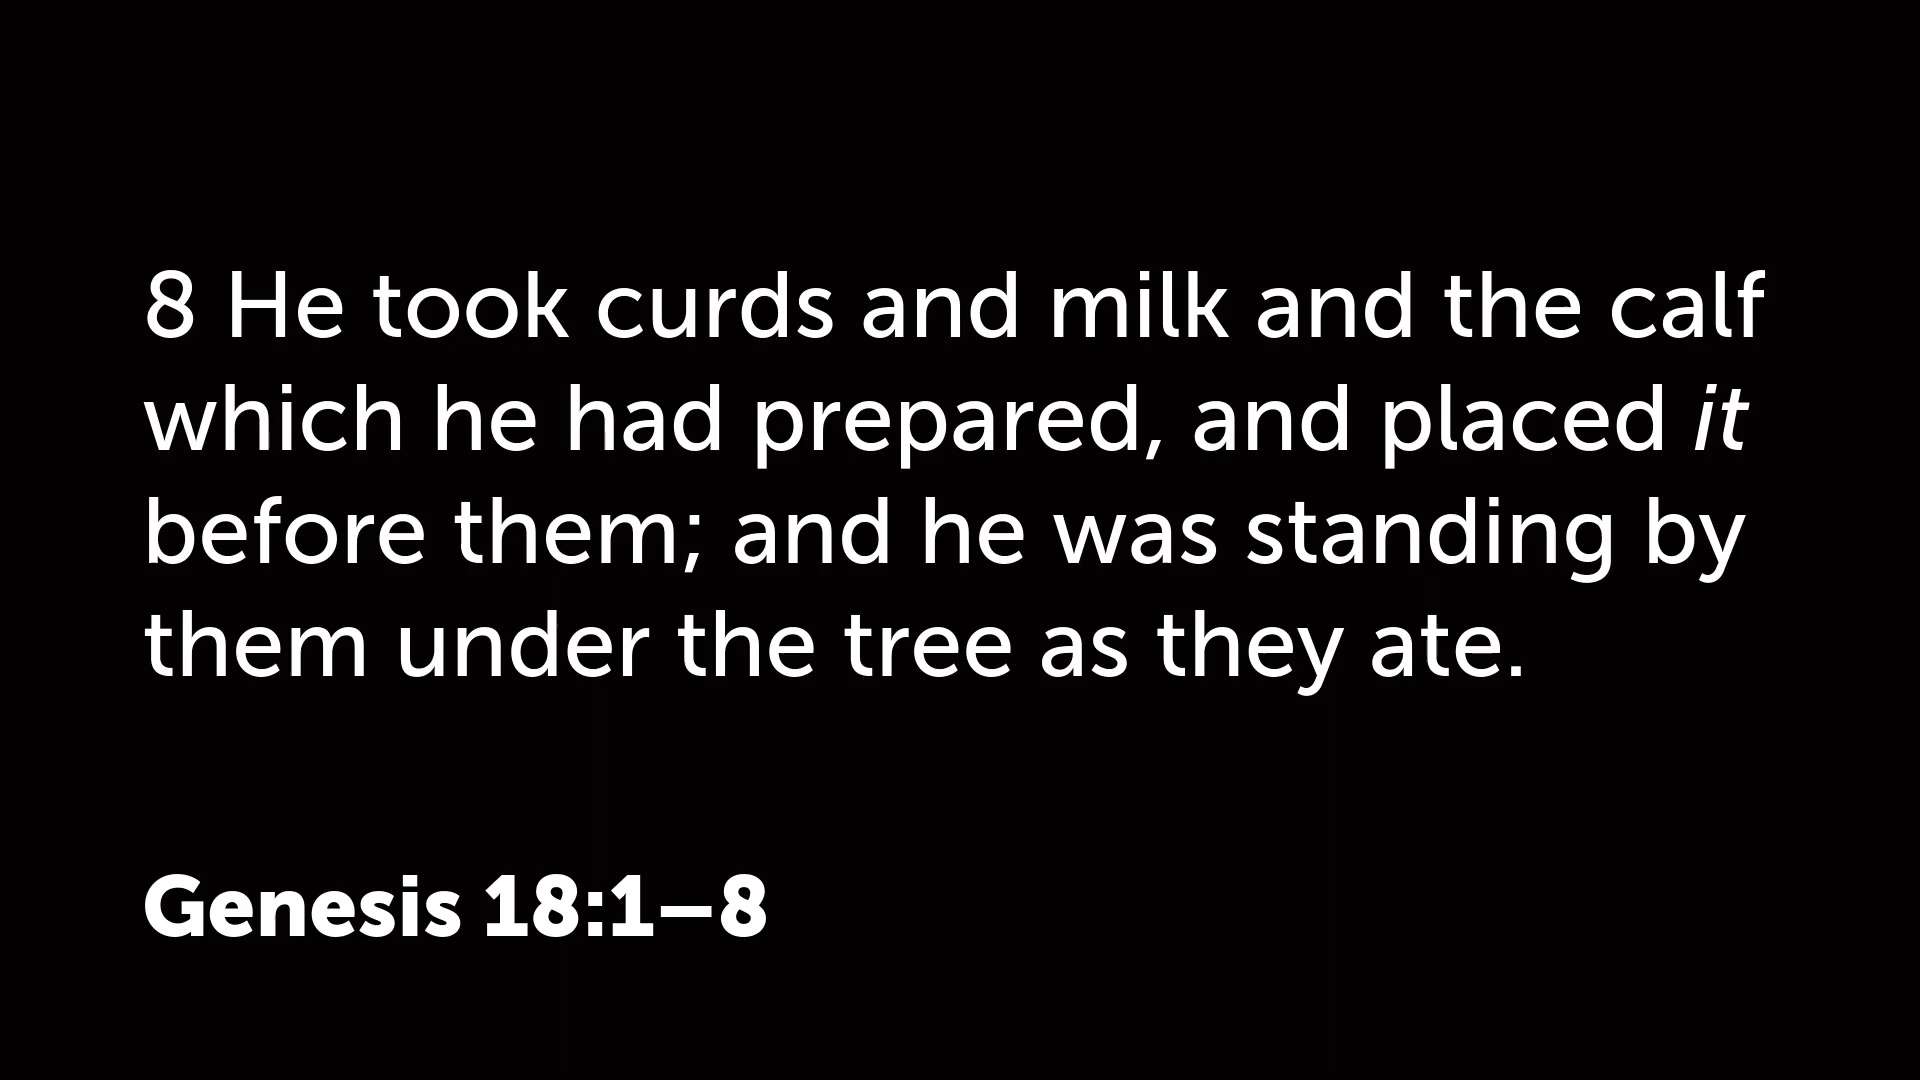 8 He took curds and milk and the calf
which he had prepared, and placed it
before them; and he was standing by
them under the tree as they ate.
Genesis 18:1–8